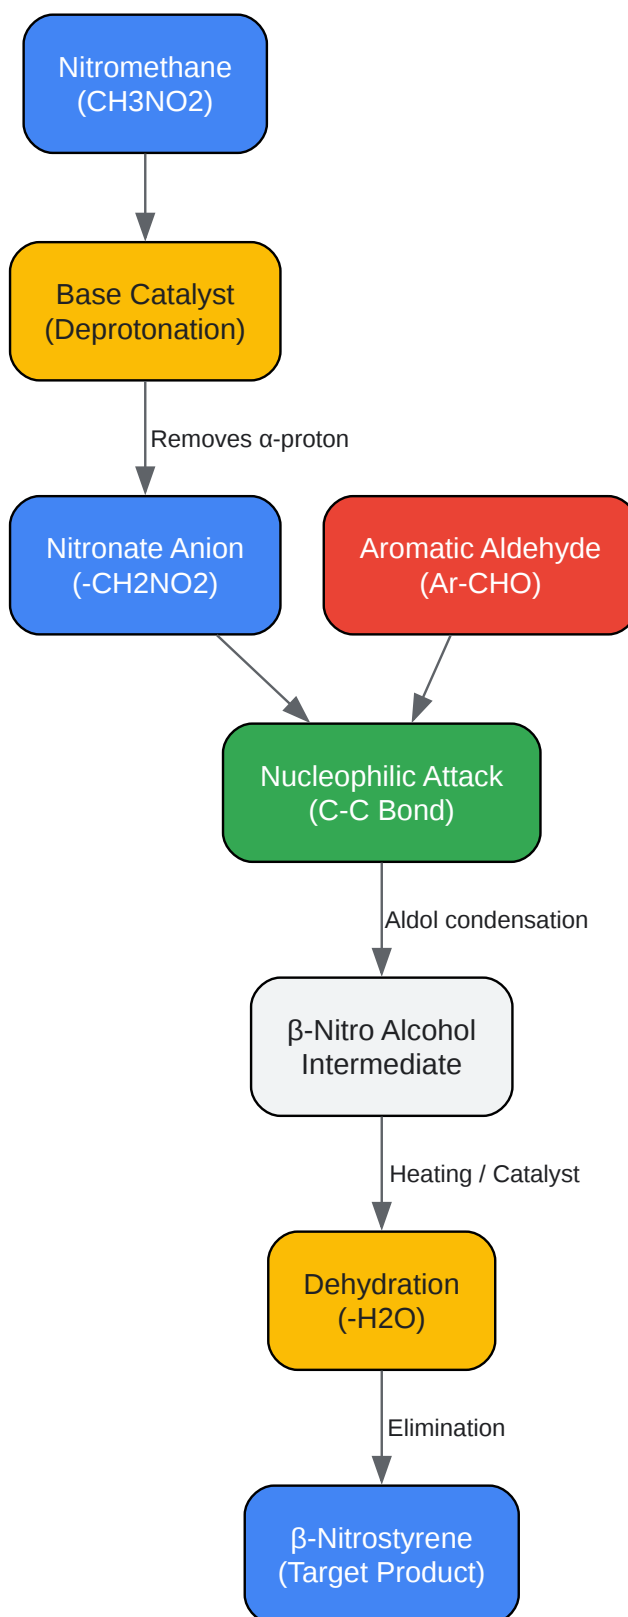 Nitromethane
(CH3NO2)
Base Catalyst
(Deprotonation)
Removes α-proton
Nitronate Anion
(-CH2NO2)
Aromatic Aldehyde
(Ar-CHO)
Nucleophilic Attack
(C-C Bond)
Aldol condensation
β-Nitro Alcohol
Intermediate
Heating / Catalyst
Dehydration
(-H2O)
Elimination
β-Nitrostyrene
(Target Product)